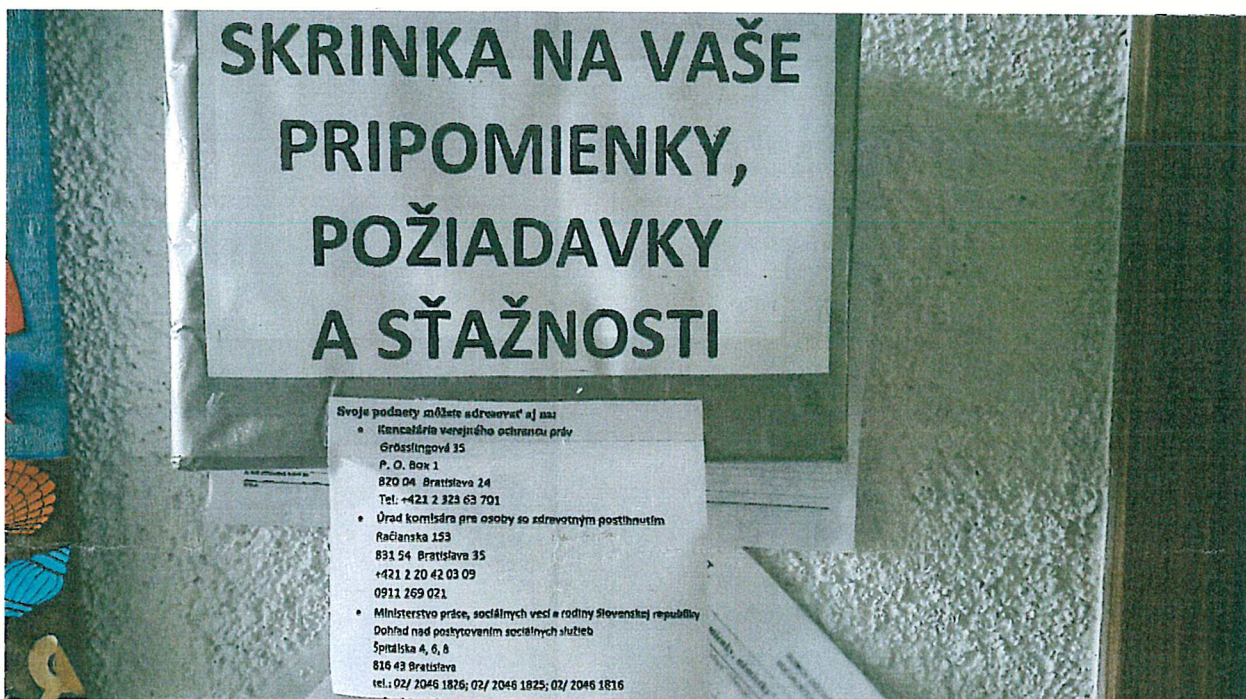 SKRINKA NA VAŠE
PRIPOMIENKY,
POŽIADAVKY
A SŤAŽNOSTI
Svoje podnety môžete adresovať aj na:
• Kancelária verejného ochrancu práv
Grösslingová 35
P. O. Box 1
820 04 Bratislava 24
Tel.: +421 2 323 63 701
• Úrad komisára pre osoby so zdravotným postihnutím
Račianska 153
831 54 Bratislava 35
+421 2 20 42 03 09
0911 269 021
• Ministerstvo práce, sociálnych vecí a rodiny Slovenskej republiky
Dohľad nad poskytovaním sociálnych služieb
Špitálska 4, 6, 8
816 43 Bratislava
tel.: 02/ 2046 1826; 02/ 2046 1825; 02/ 2046 1816